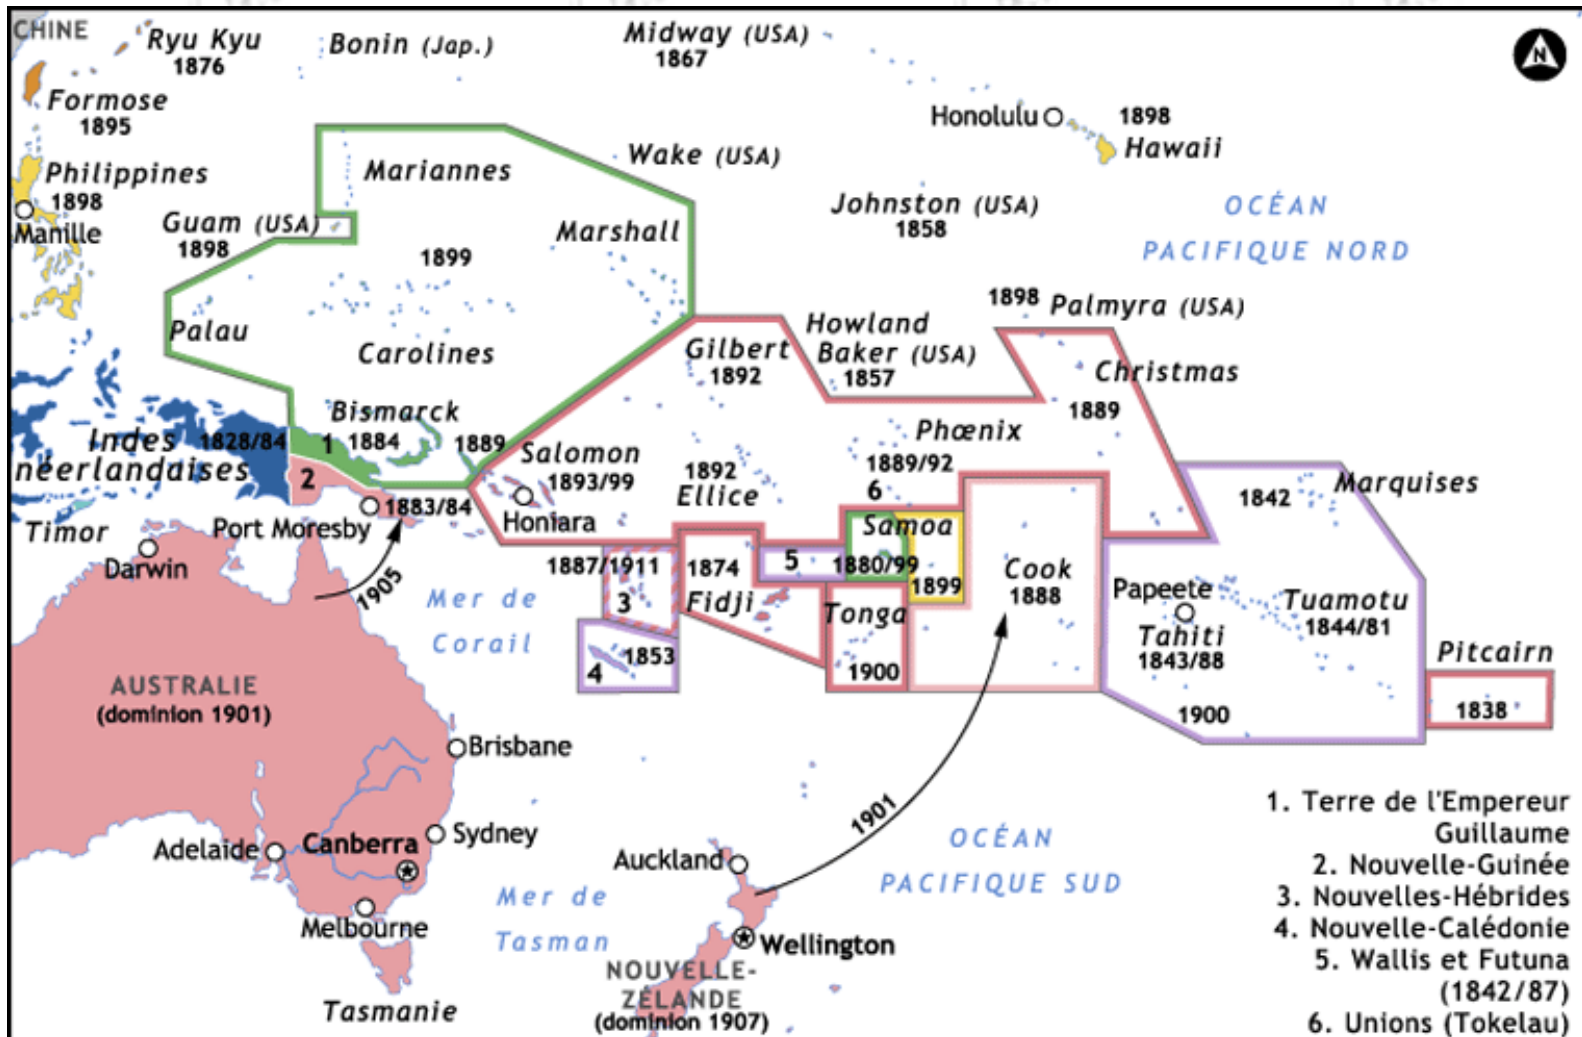 CHINE
Ryu Kyu
1876
Bonin (Jap.)
Midway (USA)
1867
N
Formose
1895
Honolulu
1898
Hawaii
Mariannes
Wake (USA)
Philippines
1898
Manille
Guam (USA)
1898
Marshall
Johnston (USA)
1858
OCÉAN
PACIFIQUE NORD
1899
Palau
Carolines
1898
Palmyra (USA)
Howland
Baker (USA)
1857
Gilbert
1892
Christmas
1889
Bismarck
1884
1889
Indes
néerlandaises
1828/84
1
2
Salomon
1893/99
Honiara
1892
Ellice
Phœnix
1889/92
6
1842
Marquises
Timor
Port Moresby
1883/84
Darwin
1905
Samoa
1880/99
1899
1887/1911
3
1874
Fidji
5
Tonga
1900
Cook
1888
Papeete
Tahiti
1843/88
Tuamotu
1844/81
1900
Pitcairn
1838
Mer de
Corail
4
1853
AUSTRALIE
(dominion 1901)
Brisbane
Adelaide
Canberra
Sydney
Melbourne
Tasmanie
Mer de
Tasman
Auckland
1901
OCÉAN
PACIFIQUE SUD
Wellington
NOUVELLE-
ZÉLANDE
(dominion 1907)
1. Terre de l'Empereur
Guillaume
2. Nouvelle-Guinée
3. Nouvelles-Hébrides
4. Nouvelle-Calédonie
5. Wallis et Futuna
(1842/87)
6. Unions (Tokelau)